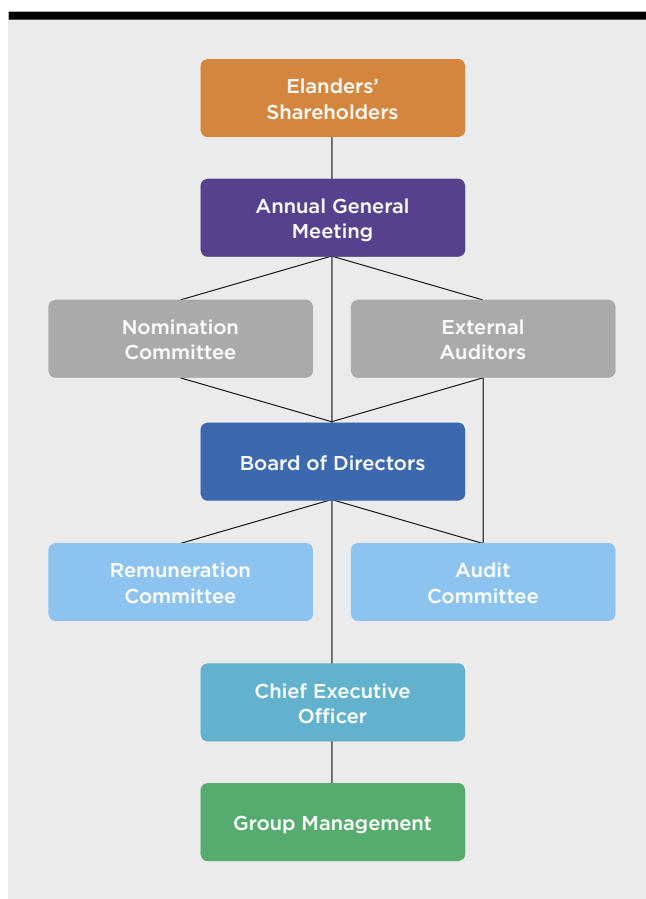 Elanders’
Shareholders
Annual General
Meeting
Nomination
Committee
External
Auditors
Board of Directors
Remuneration
Committee
Audit
Committee
Chief Executive
Officer
Group Management